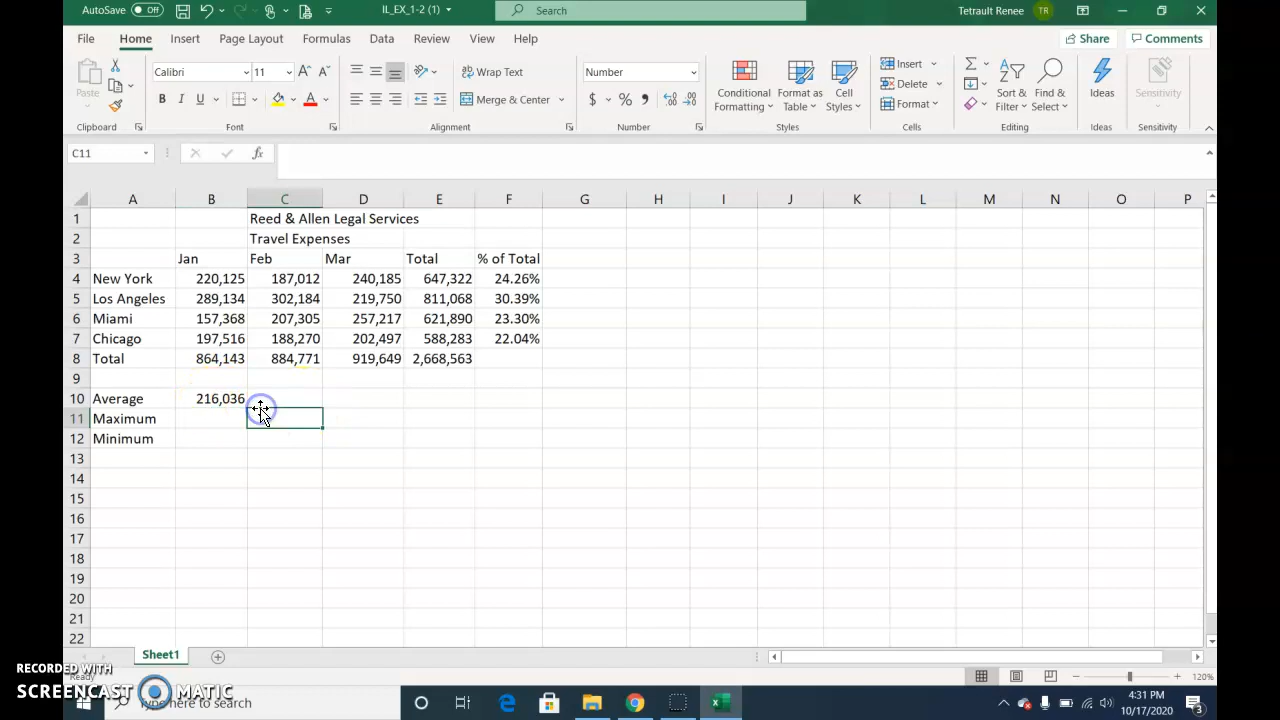 AutoSave Off
IL_EX_1-2 (1)
Search
Tetrault Renee TR
File Home Insert Page Layout Formulas Data Review View Help
Share Comments
Paste
Clipboard
Calibri 11
B I U A
Font
Wrap Text
Merge & Center
Alignment
Number
$ % ,
Number
Conditional Formatting
Format as Table
Cell Styles
Styles
Insert
Delete
Format
Cells
Sort & Filter
Find & Select
Editing
Ideas
Ideas
Sensitivity
Sensitivity
C11 fx
A B C D E F G H I J K L M N O P
1 Reed & Allen Legal Services
2 Travel Expenses
3 Jan Feb Mar Total % of Total
4 New York 220,125 187,012 240,185 647,322 24.26%
5 Los Angeles 289,134 302,184 219,750 811,068 30.39%
6 Miami 157,368 207,305 257,217 621,890 23.30%
7 Chicago 197,516 188,270 202,497 588,283 22.04%
8 Total 864,143 884,771 919,649 2,668,563
9
10 Average 216,036
11 Maximum
12 Minimum
13
14
15
16
17
18
19
20
21
22
Sheet1
RECORDED WITH
Ready
120%
SCREENCAST MATIC
Type here to search
4:31 PM
10/17/2020
3